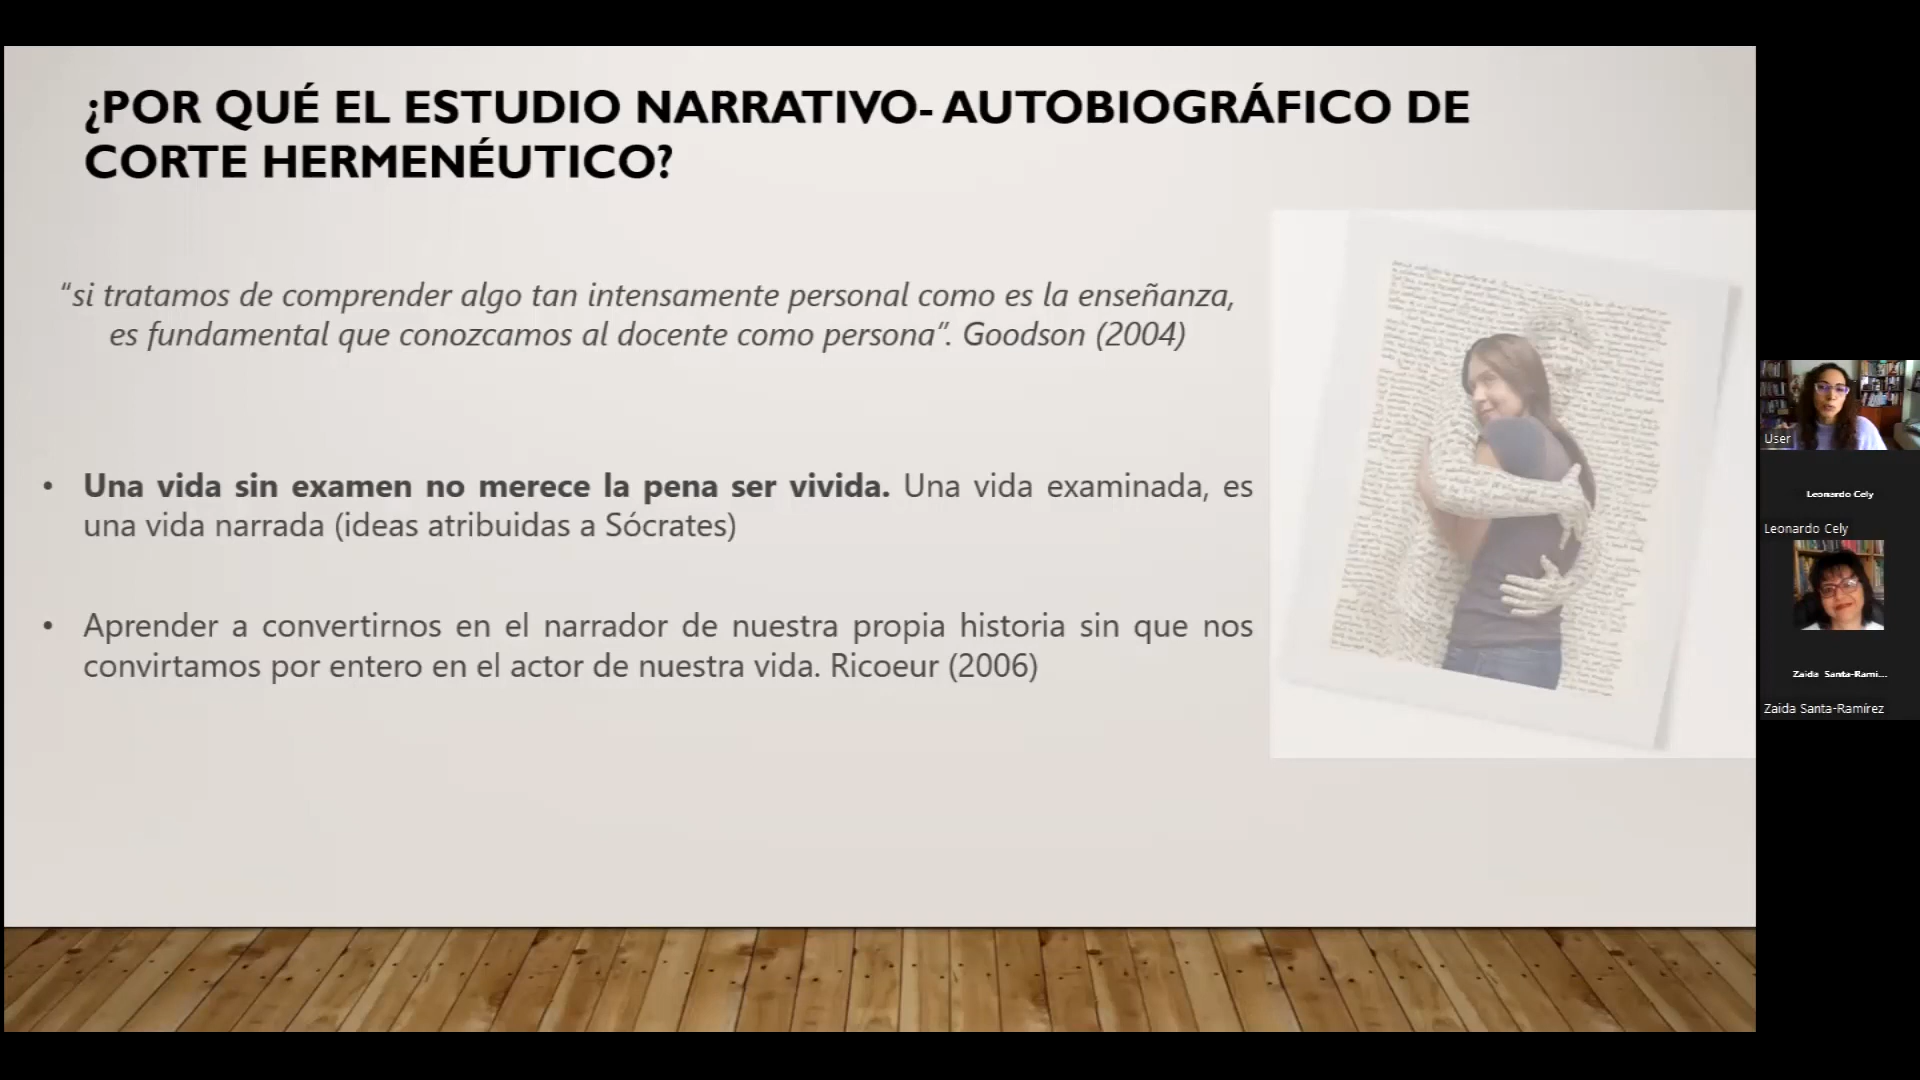 ¿POR QUÉ EL ESTUDIO NARRATIVO- AUTOBIOGRÁFICO DE
CORTE HERMENÉUTICO?
“si tratamos de comprender algo tan intensamente personal como es la enseñanza,
es fundamental que conozcamos al docente como persona”. Goodson (2004)
• Una vida sin examen no merece la pena ser vivida. Una vida examinada, es
una vida narrada (ideas atribuidas a Sócrates)
• Aprender a convertirnos en el narrador de nuestra propia historia sin que nos
convirtamos por entero en el actor de nuestra vida. Ricoeur (2006)
User
Leonardo Cely
Leonardo Cely
Zaida Santa-Rami...
Zaida Santa-Ramírez